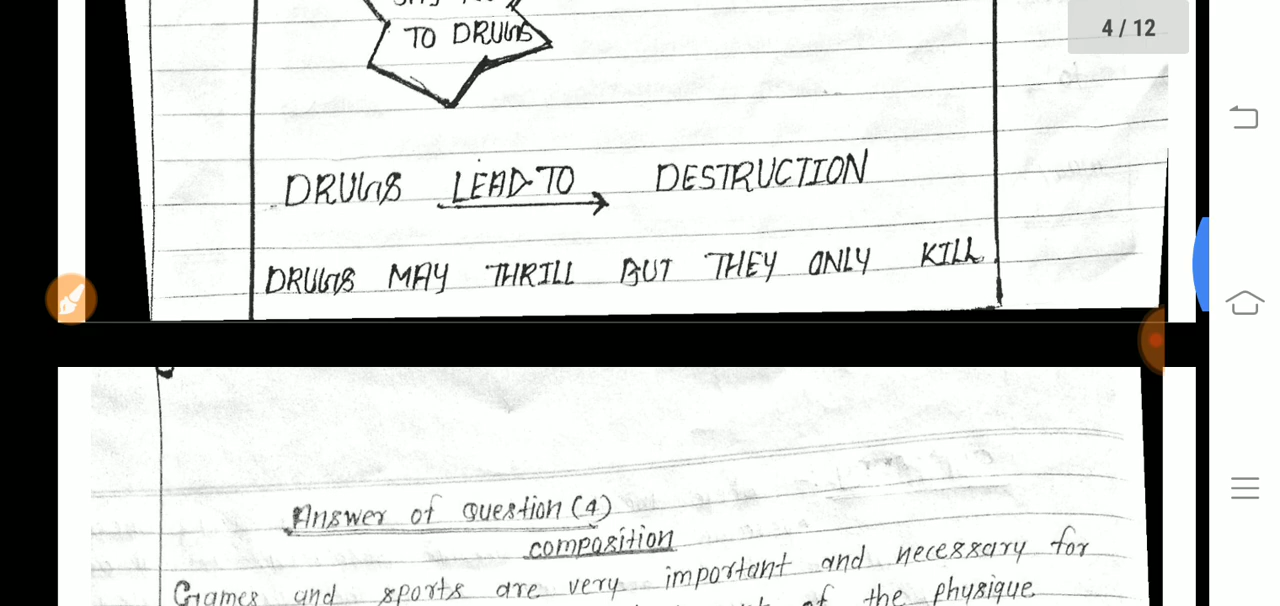 TO DRUGS
4 / 12
DRUGS LEAD TO DESTRUCTION
DRUGS MAY THRILL BUT THEY ONLY KILL
Answer of Question (4)
composition
Games and sports are very important and necessary for
of the physique